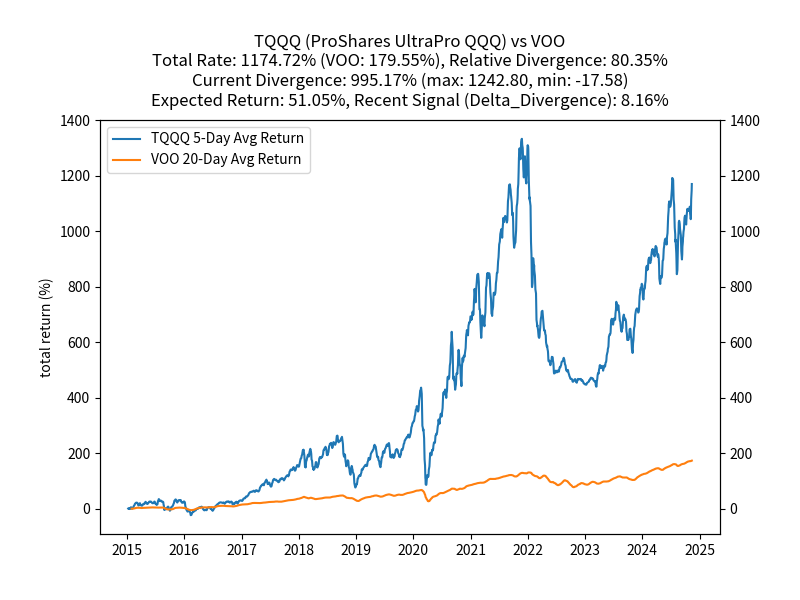 TQQQ (ProShares UltraPro QQQ) vs VOO
Total Rate: 1174.72% (VOO: 179.55%), Relative Divergence: 80.35%
Current Divergence: 995.17% (max: 1242.80, min: -17.58)
Expected Return: 51.05%, Recent Signal (Delta_Divergence): 8.16%
TQQQ 5-Day Avg Return
VOO 20-Day Avg Return
total return (%)
1400
1200
1000
800
600
400
200
0
1400
1200
1000
800
600
400
200
0
2015 2016 2017 2018 2019 2020 2021 2022 2023 2024 2025